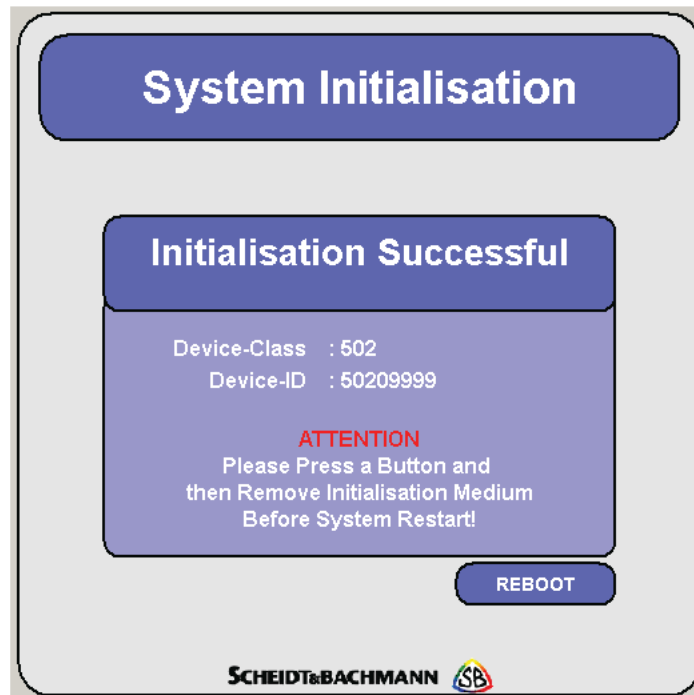 System Initialisation
Initialisation Successful
Device-Class : 502
Device-ID : 50209999
ATTENTION
Please Press a Button and
then Remove Initialisation Medium
Before System Restart!
REBOOT
SCHEIDT&BACHMANN SB